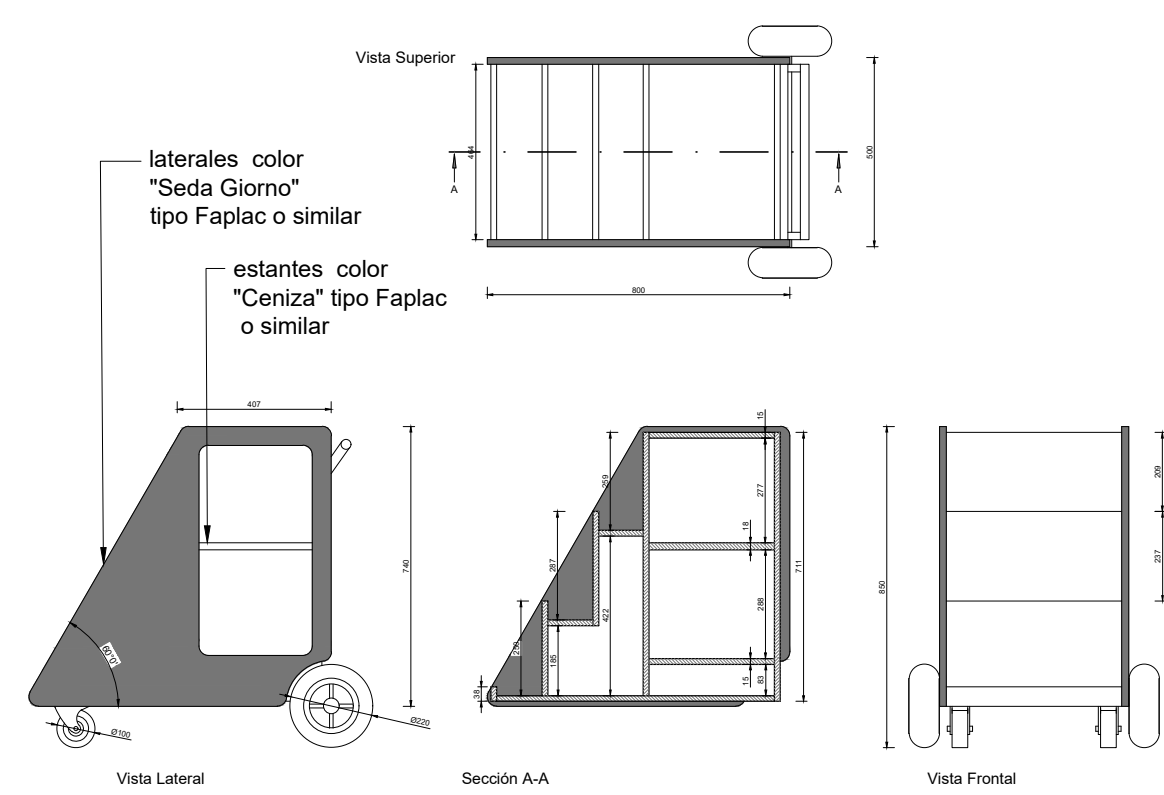 Vista Superior
464
500
A
A
800
laterales color
"Seda Giorno"
tipo Faplac o similar
estantes color
"Ceniza" tipo Faplac
o similar
407
740
60°0'
Ø100
Ø220
Vista Lateral
15
259
277
18
287
711
422
288
185
15
83
38
Sección A-A
209
237
850
Vista Frontal